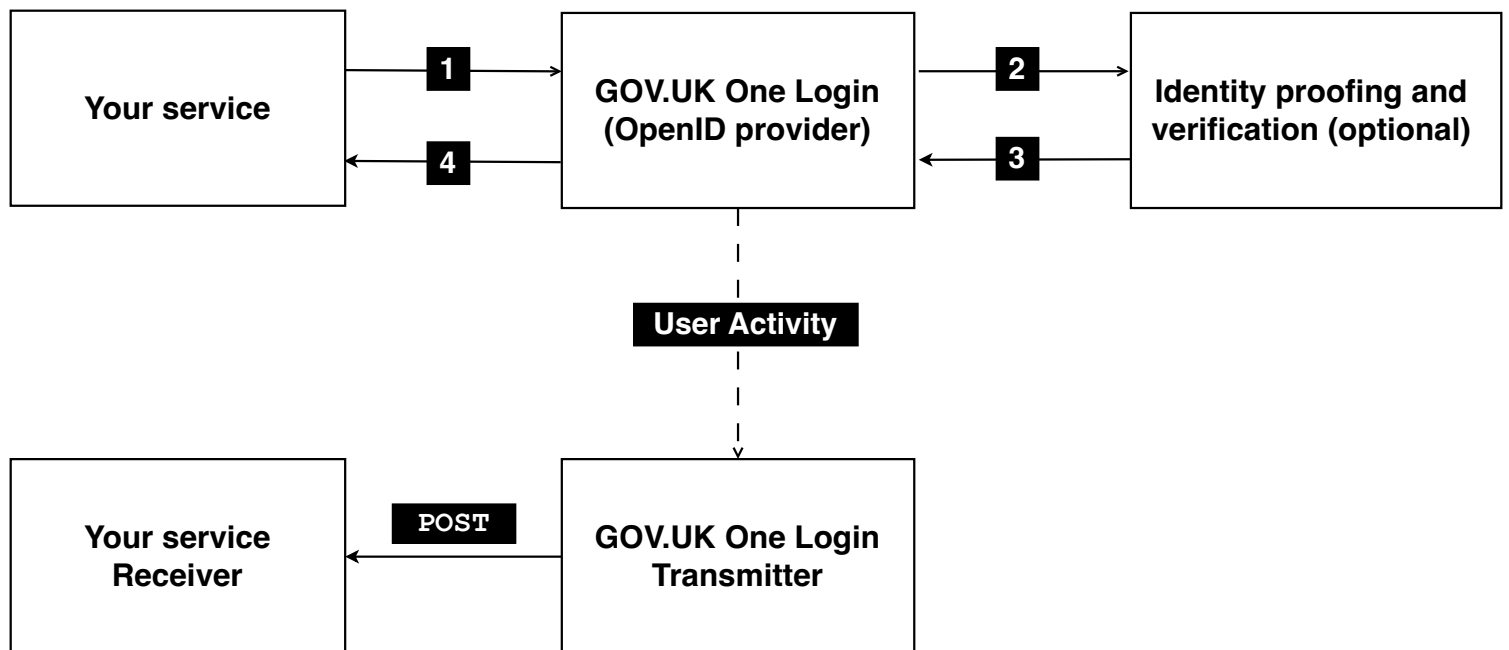 1
2
Your service
GOV.UK One Login
(OpenID provider)
Identity proofing and
verification (optional)
4
3
User Activity
POST
Your service
Receiver
GOV.UK One Login
Transmitter